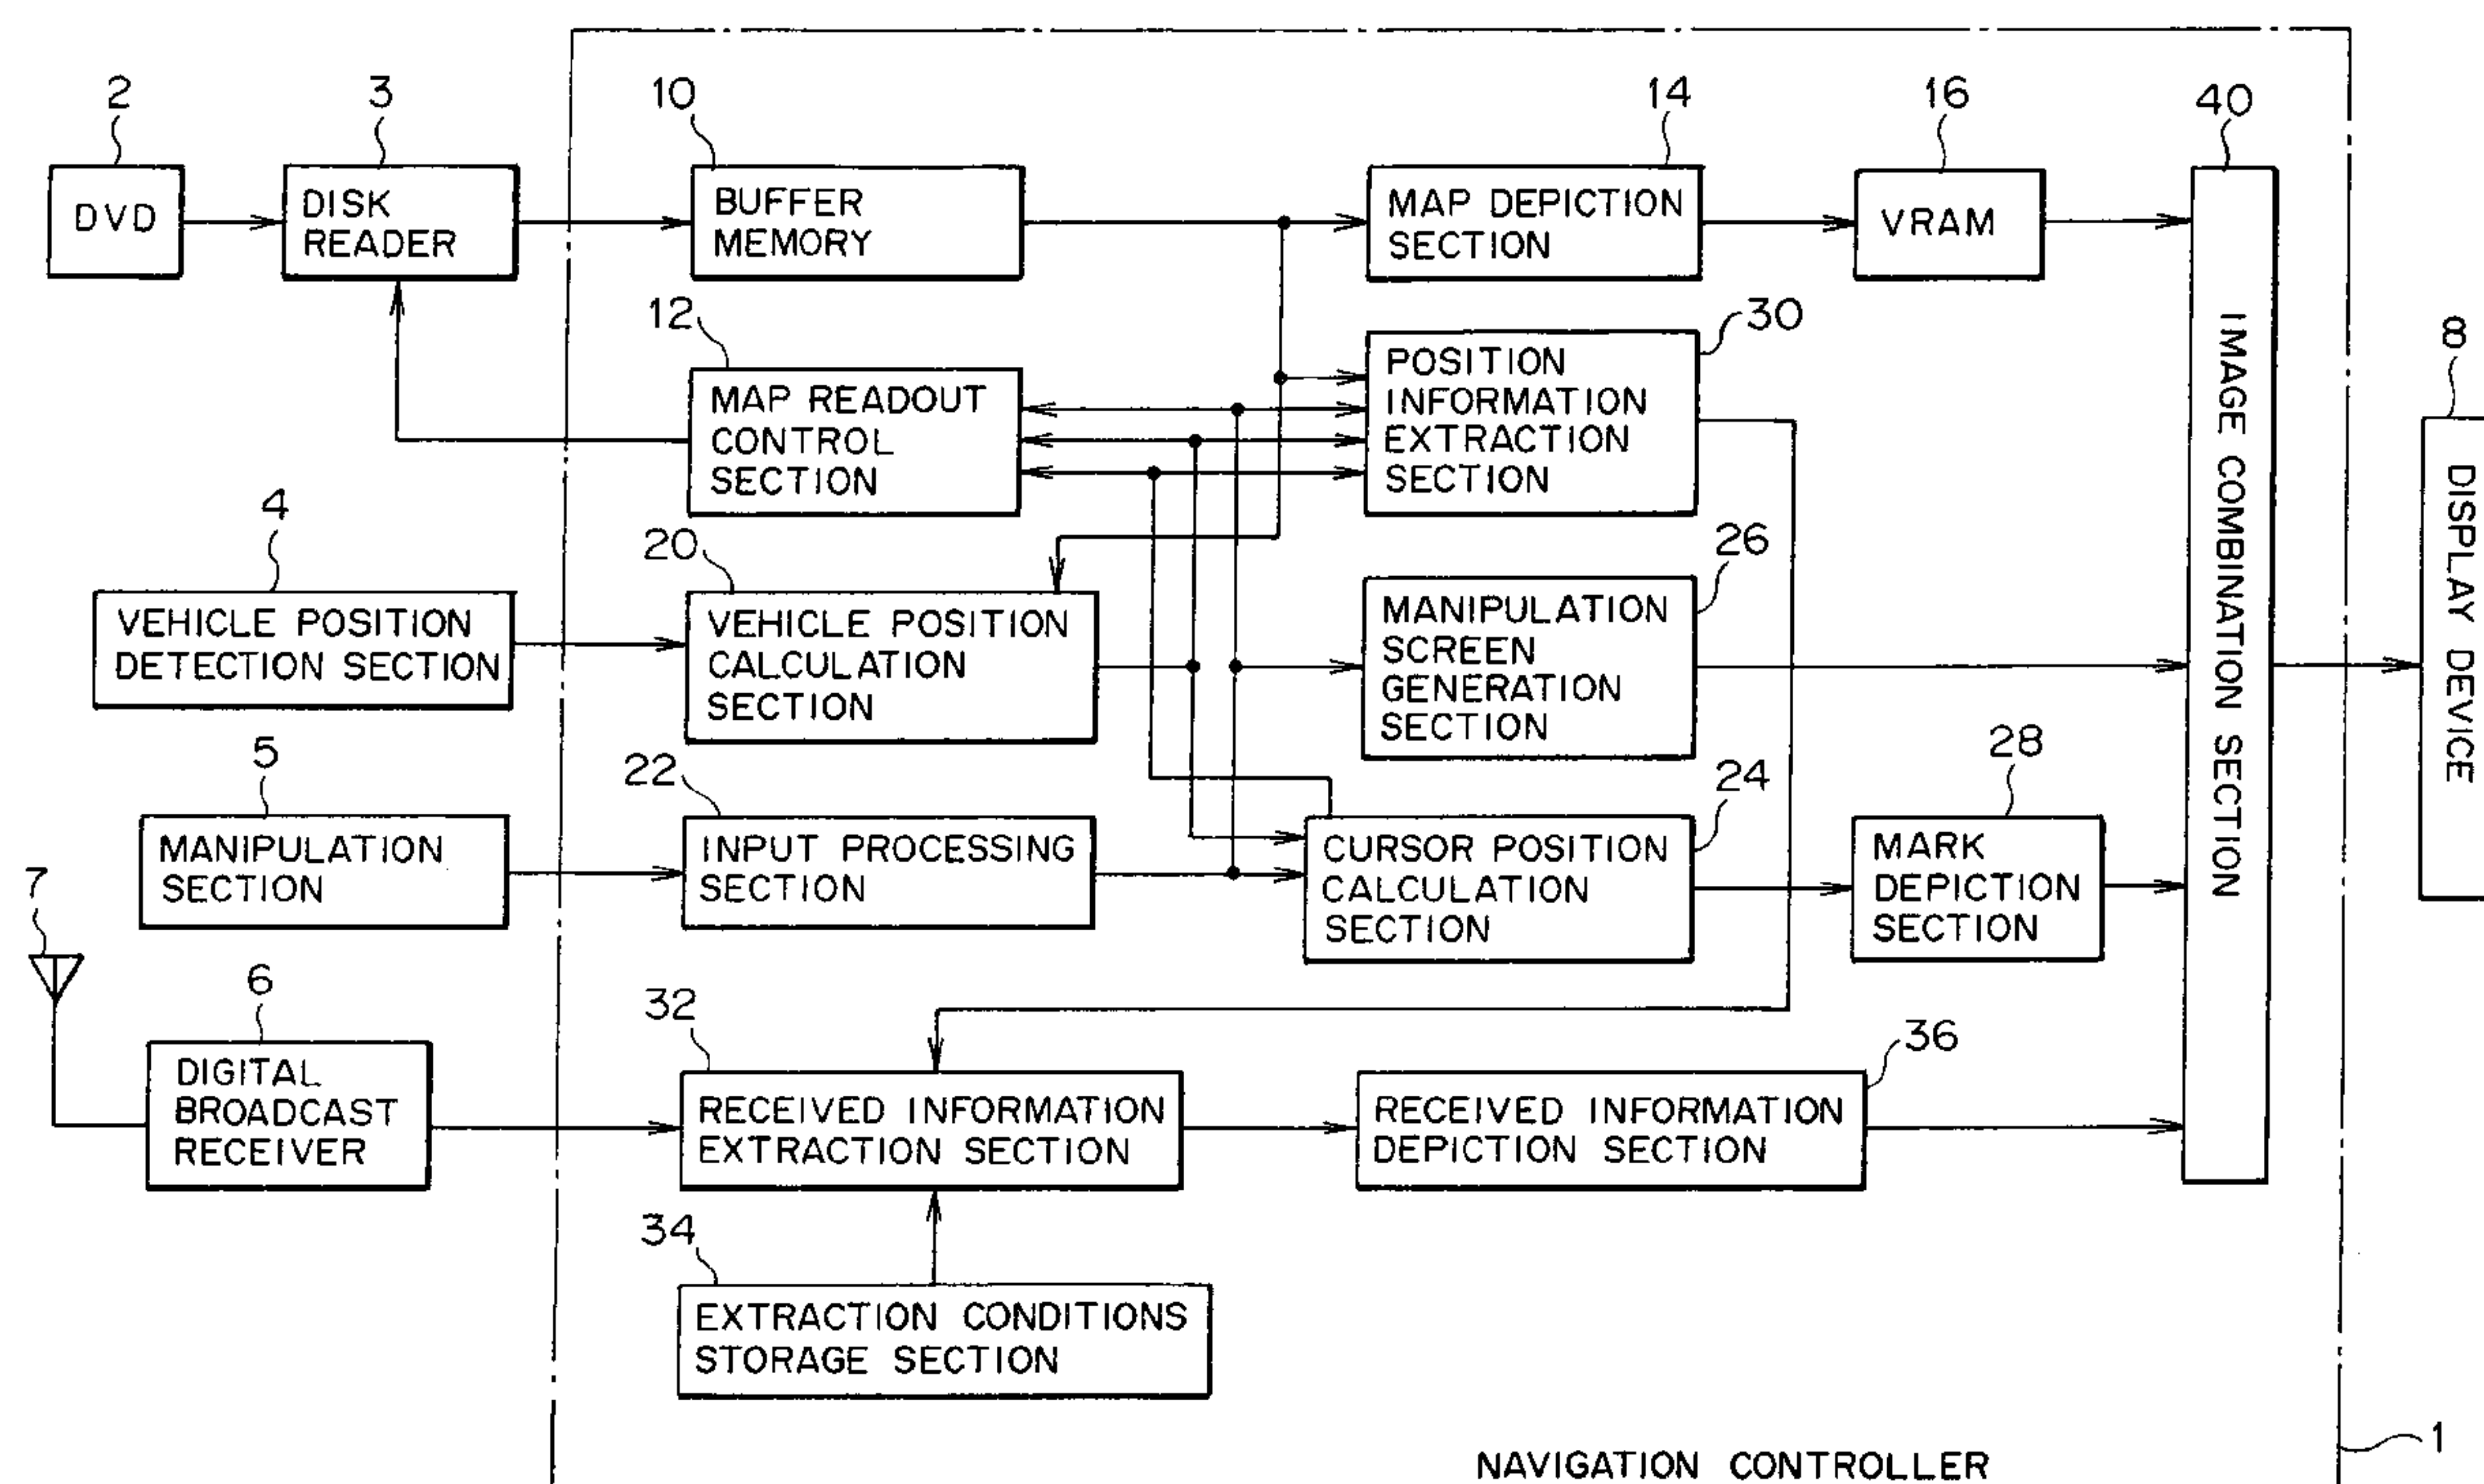 2
3
10
14
16
40
DVD
DISK
READER
BUFFER
MEMORY
MAP DEPICTION
SECTION
VRAM
12
30
8
MAP READOUT
CONTROL
SECTION
POSITION
INFORMATION
EXTRACTION
SECTION
IMAGE COMBINATION SECTION
DISPLAY DEVICE
4
20
26
VEHICLE POSITION
DETECTION SECTION
VEHICLE POSITION
CALCULATION
SECTION
MANIPULATION
SCREEN
GENERATION
SECTION
5
22
24
28
MANIPULATION
SECTION
INPUT PROCESSING
SECTION
CURSOR POSITION
CALCULATION
SECTION
MARK
DEPICTION
SECTION
7
6
32
36
DIGITAL
BROADCAST
RECEIVER
RECEIVED INFORMATION
EXTRACTION SECTION
RECEIVED INFORMATION
DEPICTION SECTION
34
EXTRACTION CONDITIONS
STORAGE SECTION
1
NAVIGATION CONTROLLER